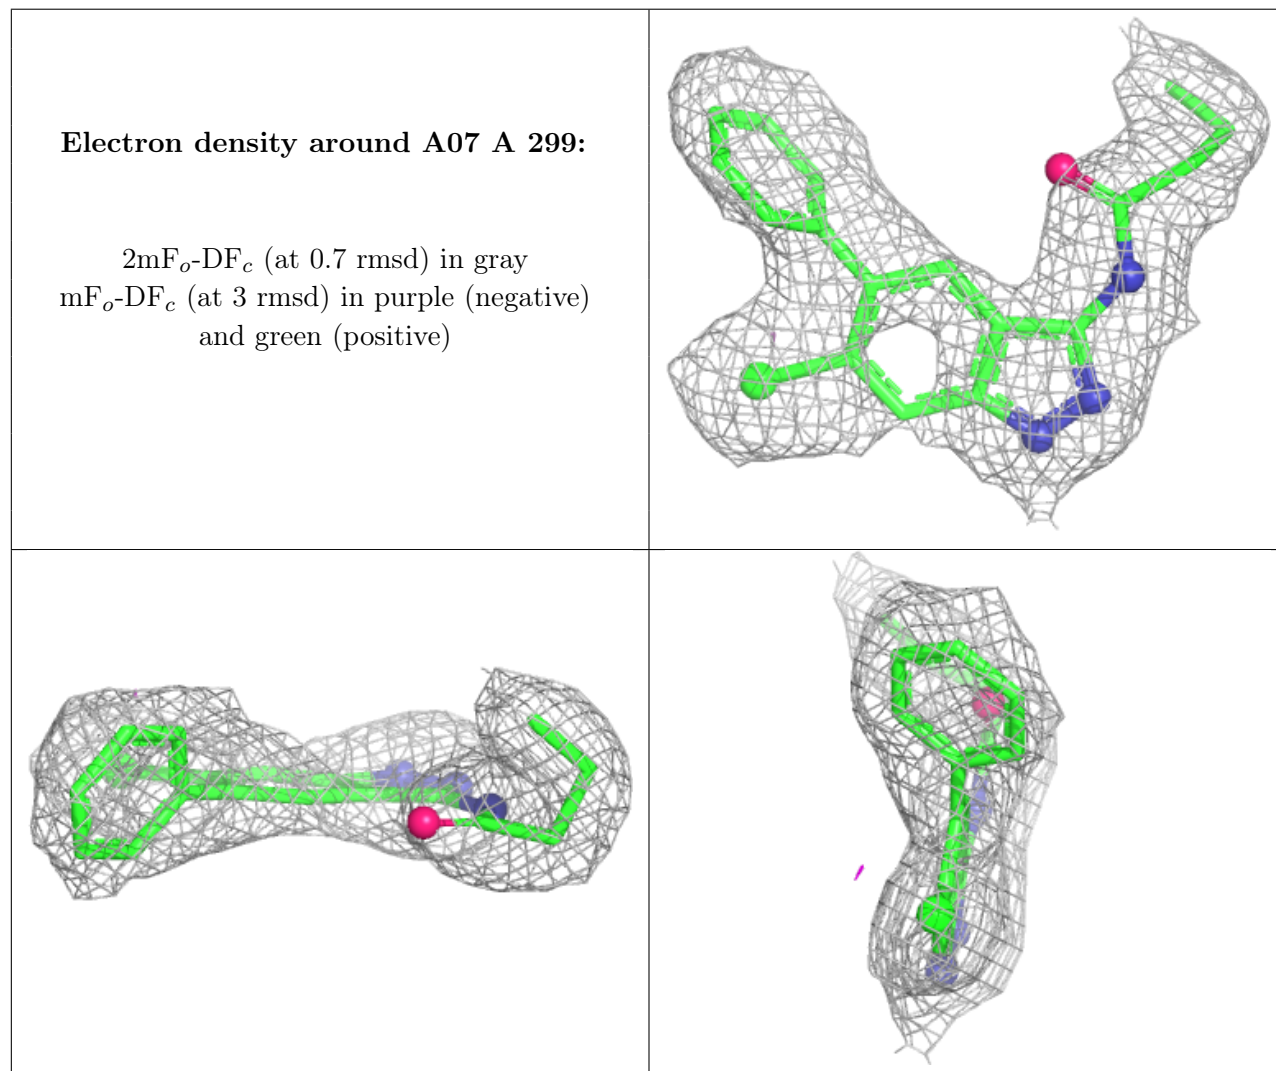 Electron density around A07 A 299:
2mFo-DFc (at 0.7 rmsd) in gray
mFo-DFc (at 3 rmsd) in purple (negative)
and green (positive)